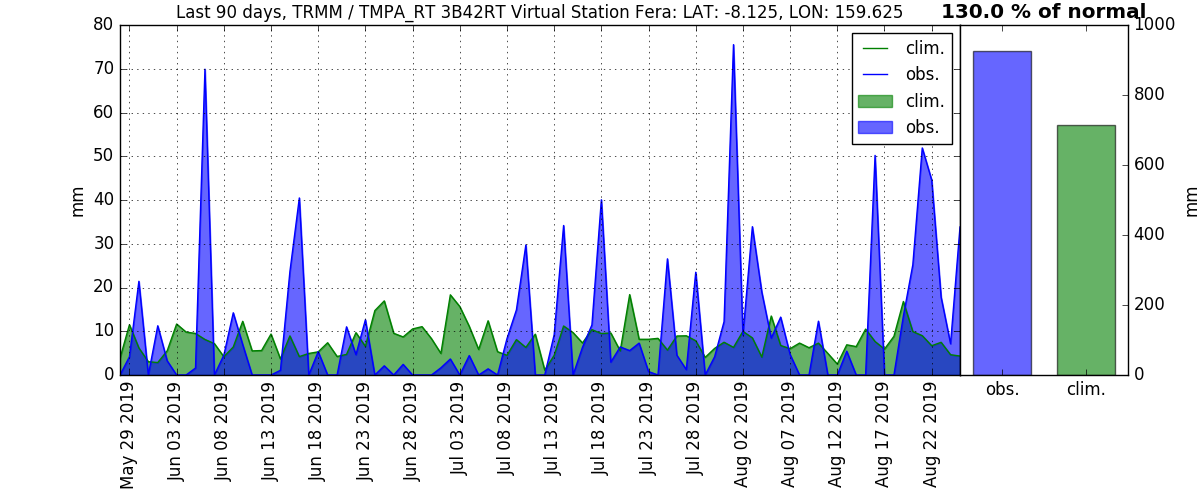 Last 90 days, TRMM / TMPA_RT 3B42RT Virtual Station Fera: LAT: -8.125, LON: 159.625
130.0 % of normal
80
70
60
50
40
30
20
10
0
mm
clim.
obs.
clim.
obs.
1000
800
600
400
200
0
mm
May 29 2019
Jun 03 2019
Jun 08 2019
Jun 13 2019
Jun 18 2019
Jun 23 2019
Jun 28 2019
Jul 03 2019
Jul 08 2019
Jul 13 2019
Jul 18 2019
Jul 23 2019
Jul 28 2019
Aug 02 2019
Aug 07 2019
Aug 12 2019
Aug 17 2019
Aug 22 2019
obs.
clim.